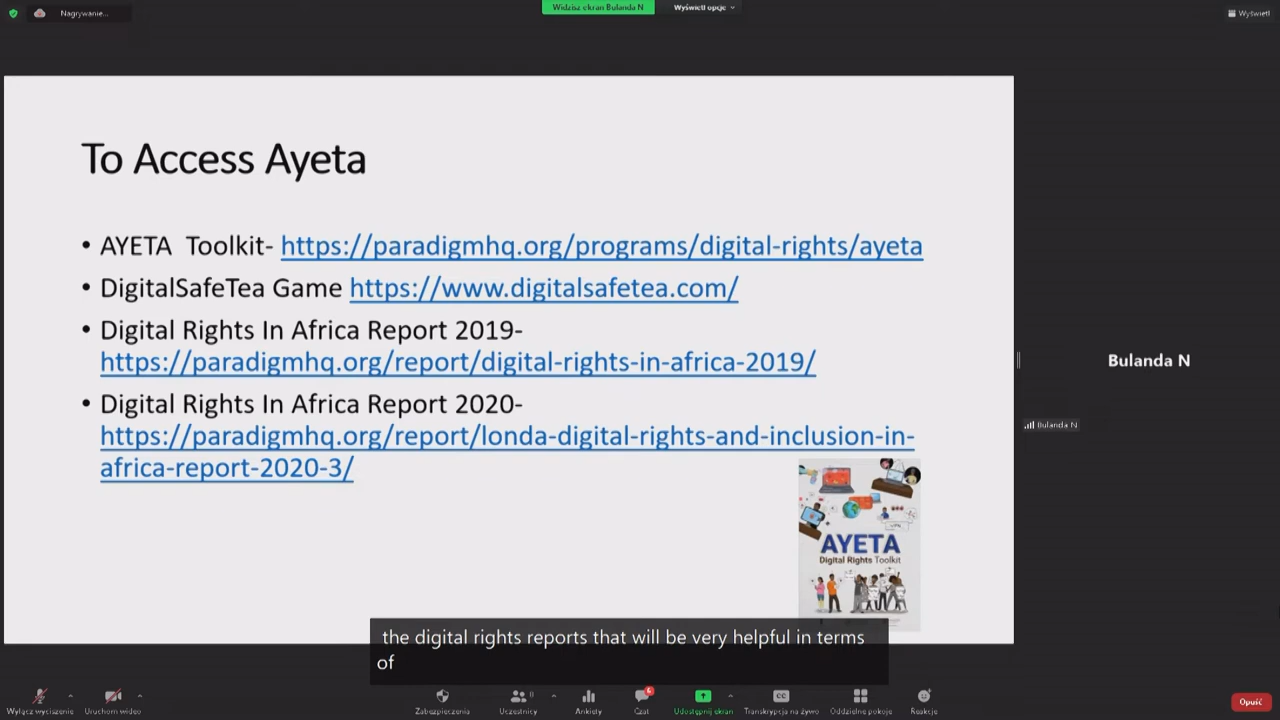 Nagrywanie...
Widzisz ekran Bulanda N
Wyświetl opcje
Wyświetl
To Access Ayeta
• AYETA Toolkit- https://paradigmhq.org/programs/digital-rights/ayeta
• DigitalSafeTea Game https://www.digitalsafetea.com/
• Digital Rights In Africa Report 2019-
https://paradigmhq.org/report/digital-rights-in-africa-2019/
• Digital Rights In Africa Report 2020-
https://paradigmhq.org/report/londa-digital-rights-and-inclusion-in-
africa-report-2020-3/
AYETA
Digital Rights Toolkit
Bulanda N
Bulanda N
the digital rights reports that will be very helpful in terms
of
Wyłącz wyciszenie
Uruchom wideo
Zabezpieczenia
Uczestnicy
Ankiety
6
Czat
Udostępnij ekran
CC
Transkrypcja na żywo
Oddzielne pokoje
Reakcje
Opuść